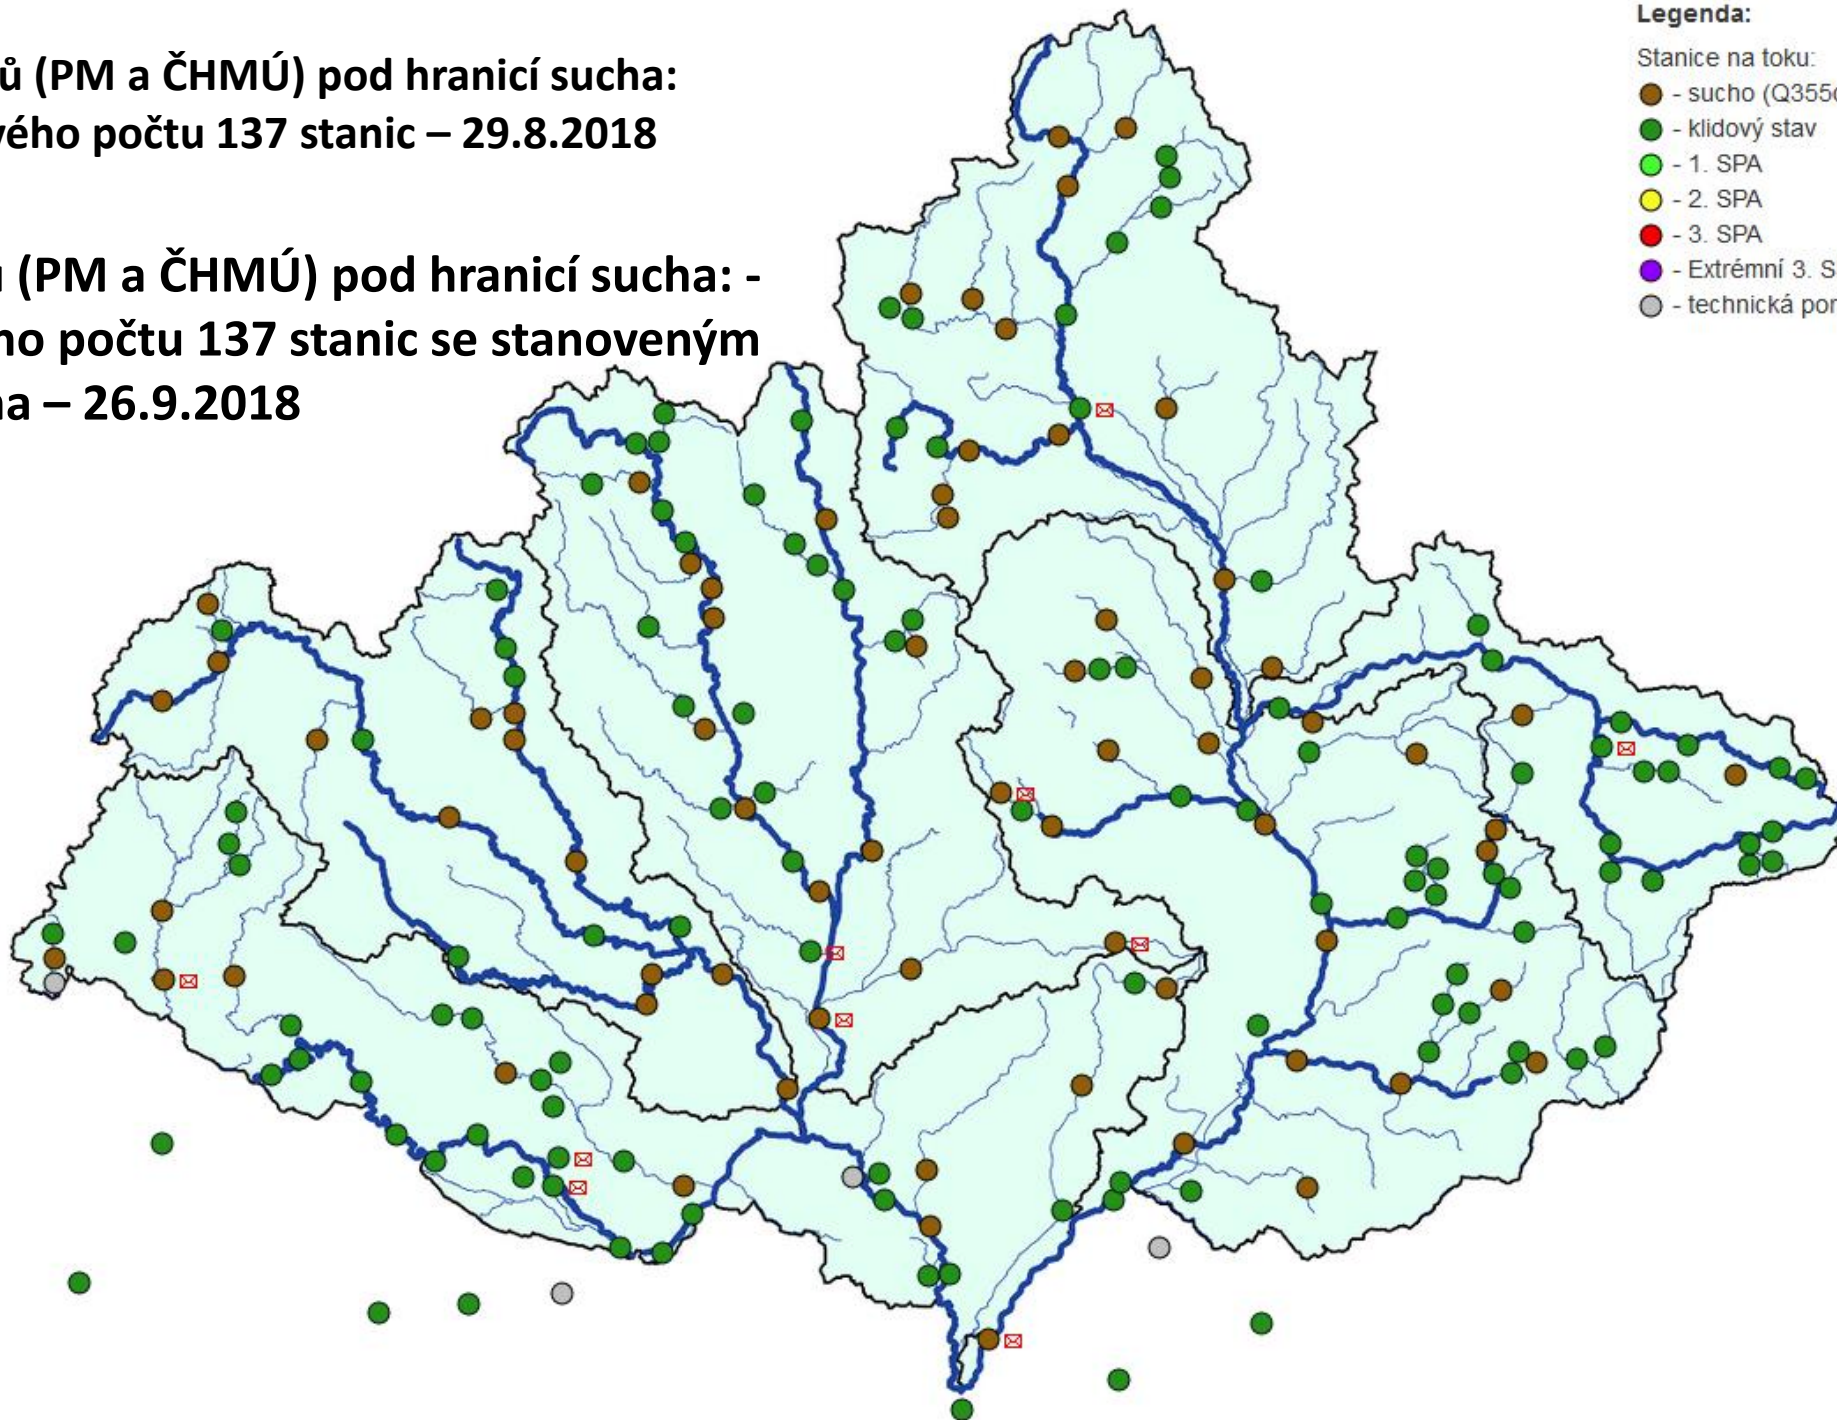 ů (PM a ČHMÚ) pod hranicí sucha:
vého počtu 137 stanic – 29.8.2018
(PM a ČHMÚ) pod hranicí sucha: -
ho počtu 137 stanic se stanoveným
na – 26.9.2018
Legenda:
Stanice na toku:
- sucho (Q355
- klidový stav
- 1. SPA
- 2. SPA
- 3. SPA
- Extrémní 3. S
- technická por